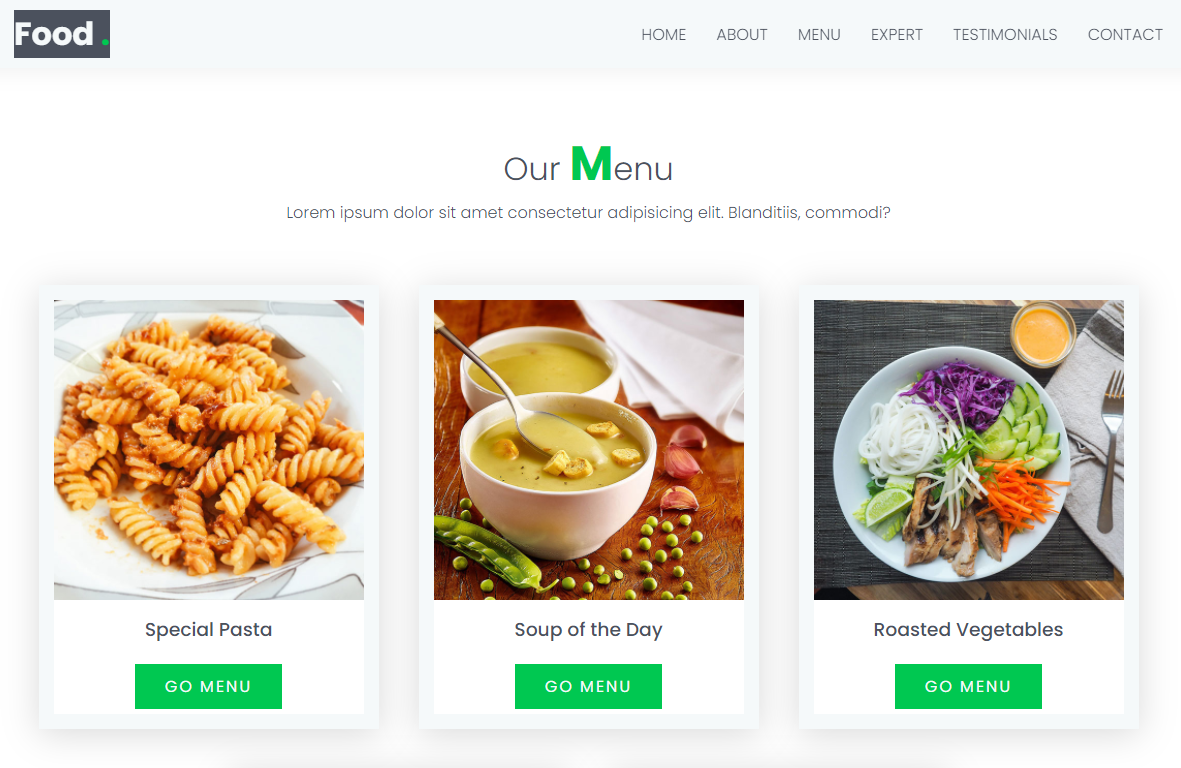 Food .
HOME ABOUT MENU EXPERT TESTIMONIALS CONTACT
Our Menu
Lorem ipsum dolor sit amet consectetur adipisicing elit. Blanditiis, commodi?
Special Pasta
GO MENU
Soup of the Day
GO MENU
Roasted Vegetables
GO MENU